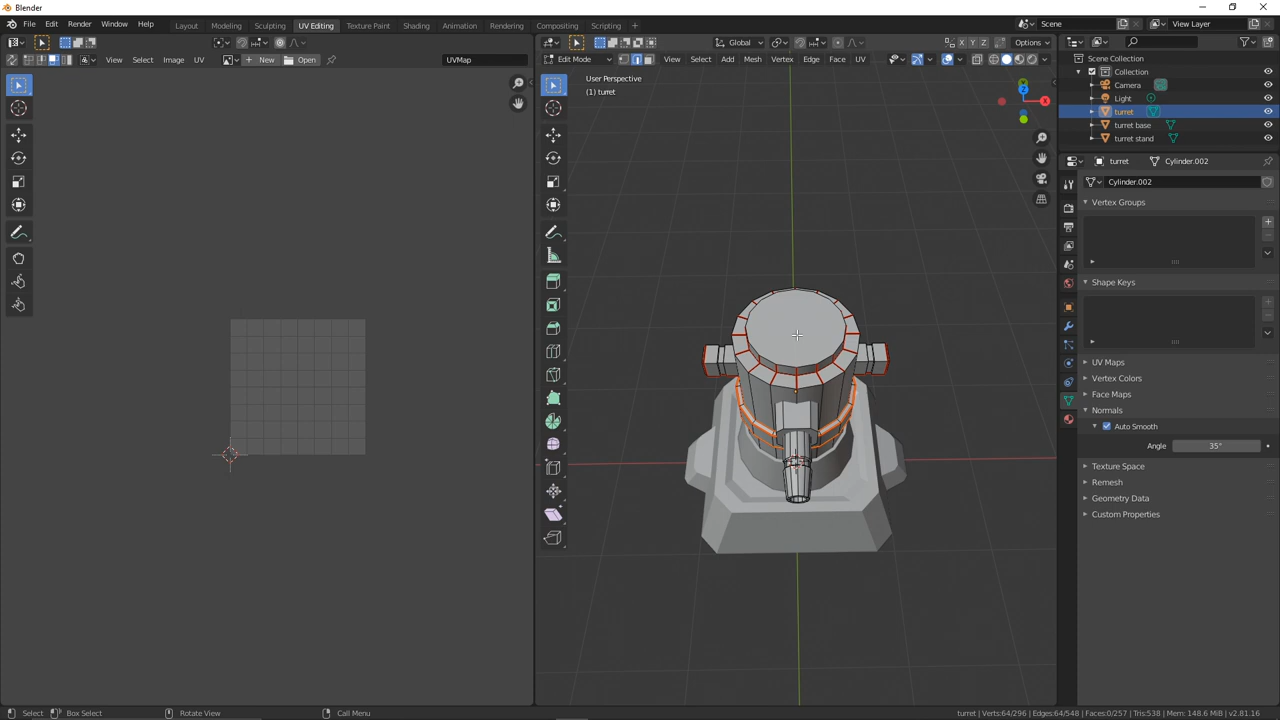 Blender
File Edit Render Window Help Layout Modeling Sculpting UV Editing Texture Paint Shading Animation Rendering Compositing Scripting + Scene View Layer
Global Options
View Select Image UV New Open UVMap Edit Mode View Select Add Mesh Vertex Edge Face UV
X Y Z
User Perspective
(1) turret
X
Z
Scene Collection
Collection
Camera
Light
turret
turret base
turret stand
turret Cylinder.002
Cylinder.002
Vertex Groups
Shape Keys
UV Maps
Vertex Colors
Face Maps
Normals
Auto Smooth
Angle 35°
Texture Space
Remesh
Geometry Data
Custom Properties
Select Box Select Rotate View Call Menu turret | Verts:64/296 | Edges:64/548 | Faces:0/257 | Tris:538 | Mem: 148.6 MiB | v2.81.16